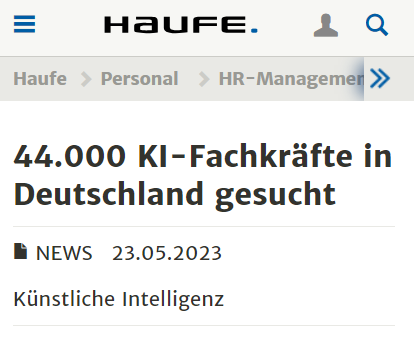 HAUFE.
Haufe Personal HR-Managemen
44.000 KI-Fachkräfte in
Deutschland gesucht
NEWS 23.05.2023
Künstliche Intelligenz